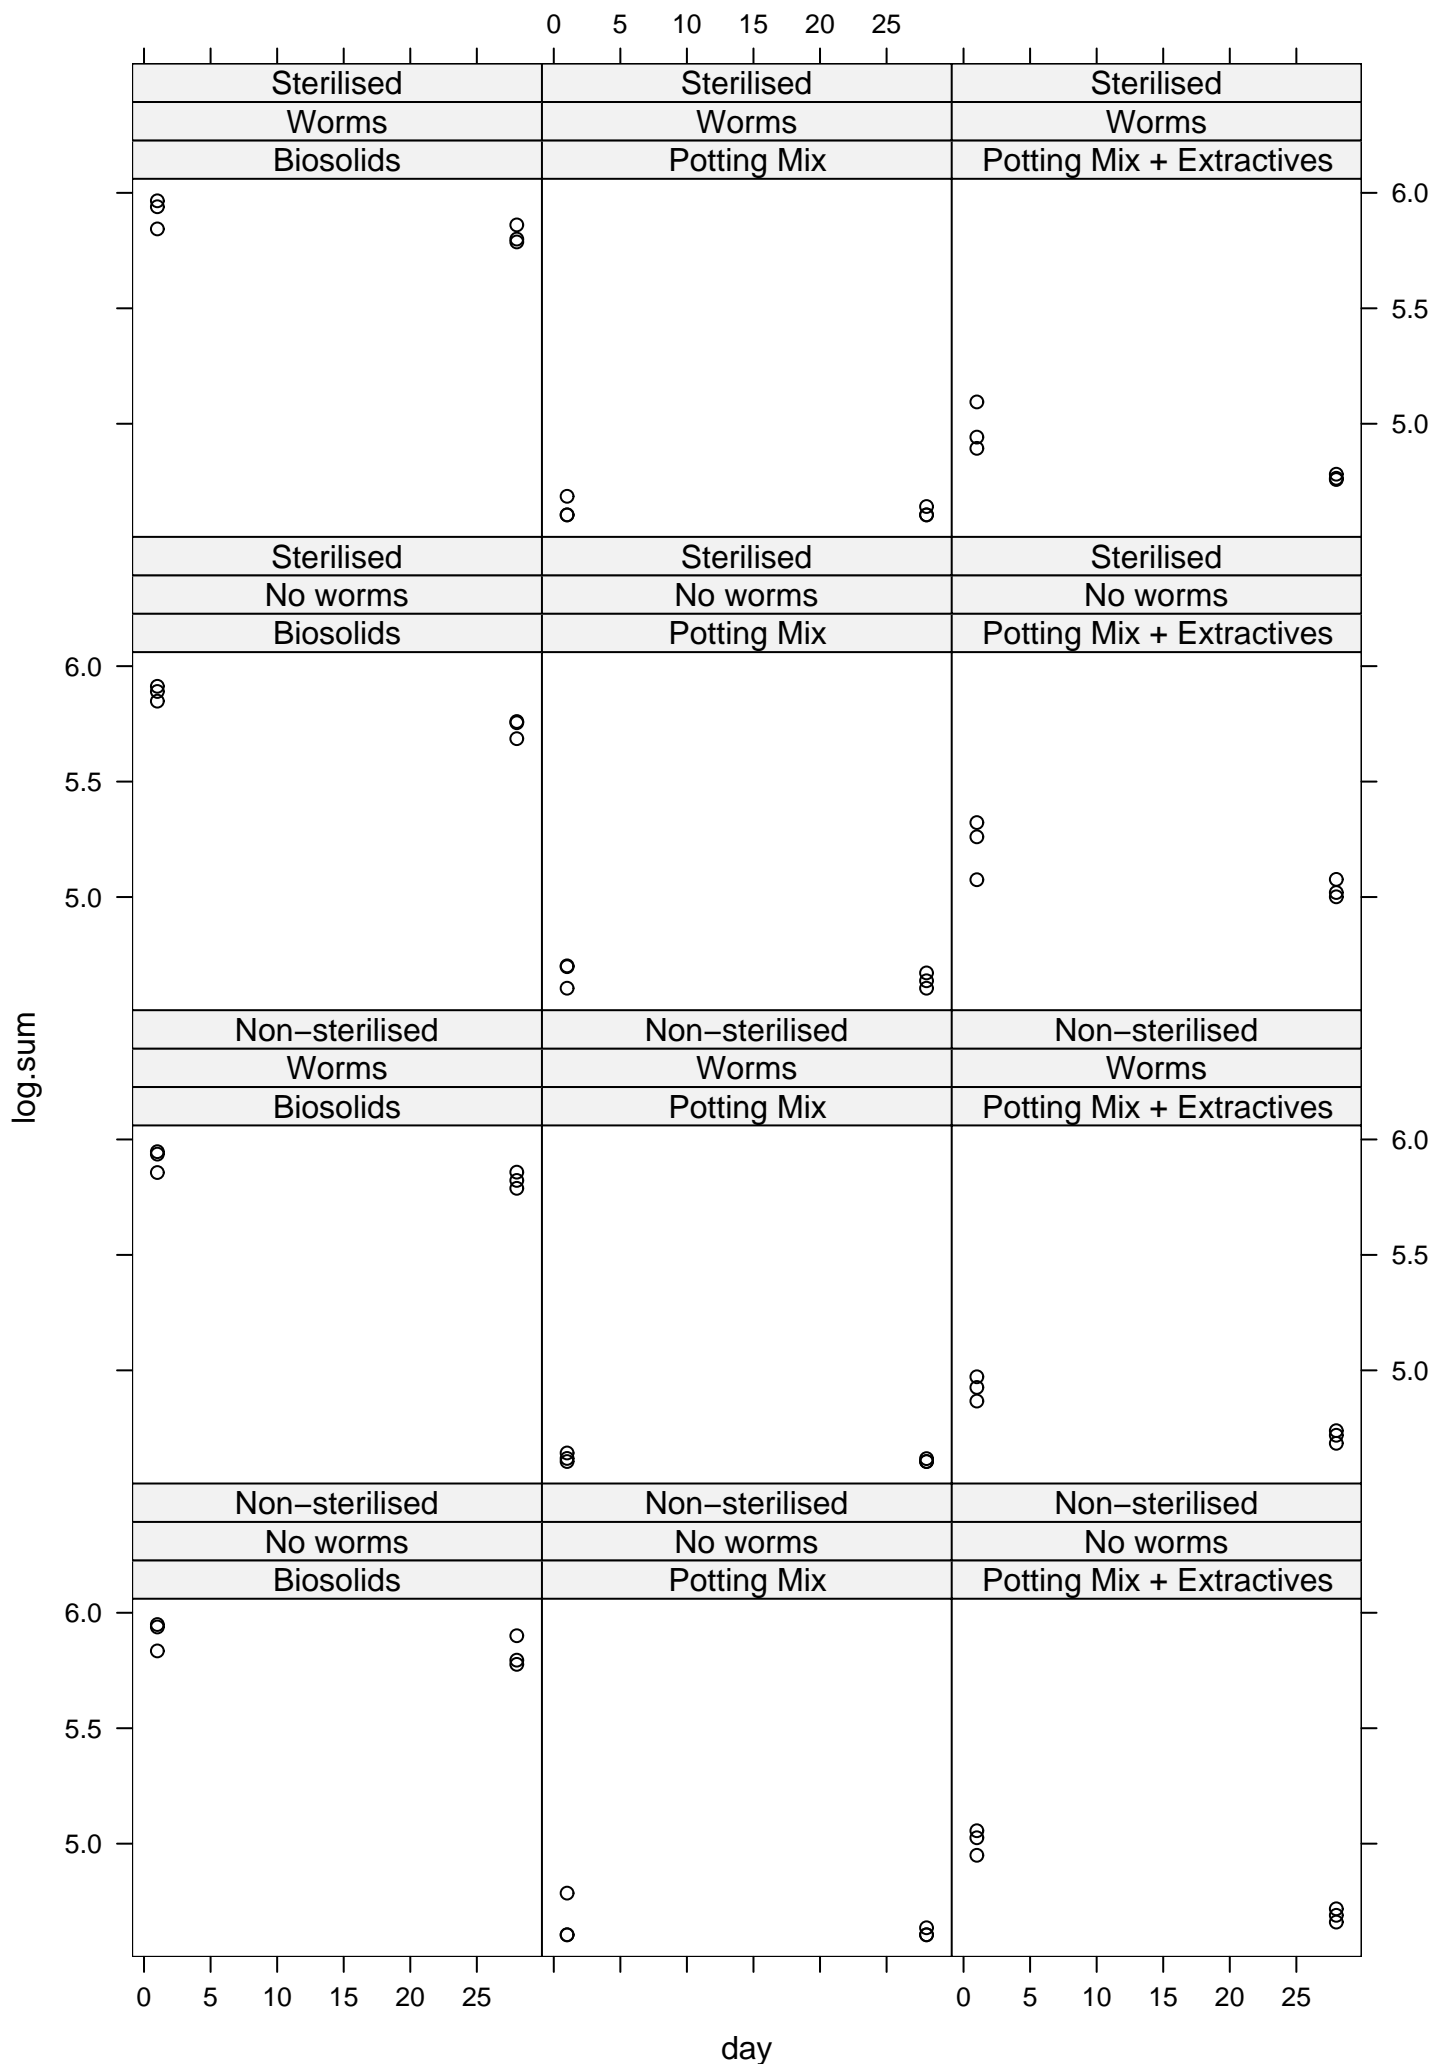 0 5 10 15 20 25
Sterilised Sterilised Sterilised
Worms Worms Worms
Biosolids Potting Mix Potting Mix + Extractives
6.0
5.5
5.0
Sterilised Sterilised Sterilised
No worms No worms No worms
Biosolids Potting Mix Potting Mix + Extractives
6.0
5.5
5.0
log.sum
Non−sterilised Non−sterilised Non−sterilised
Worms Worms Worms
Biosolids Potting Mix Potting Mix + Extractives
6.0
5.5
5.0
Non−sterilised Non−sterilised Non−sterilised
No worms No worms No worms
Biosolids Potting Mix Potting Mix + Extractives
6.0
5.5
5.0
0 5 10 15 20 25 0 5 10 15 20 25
day